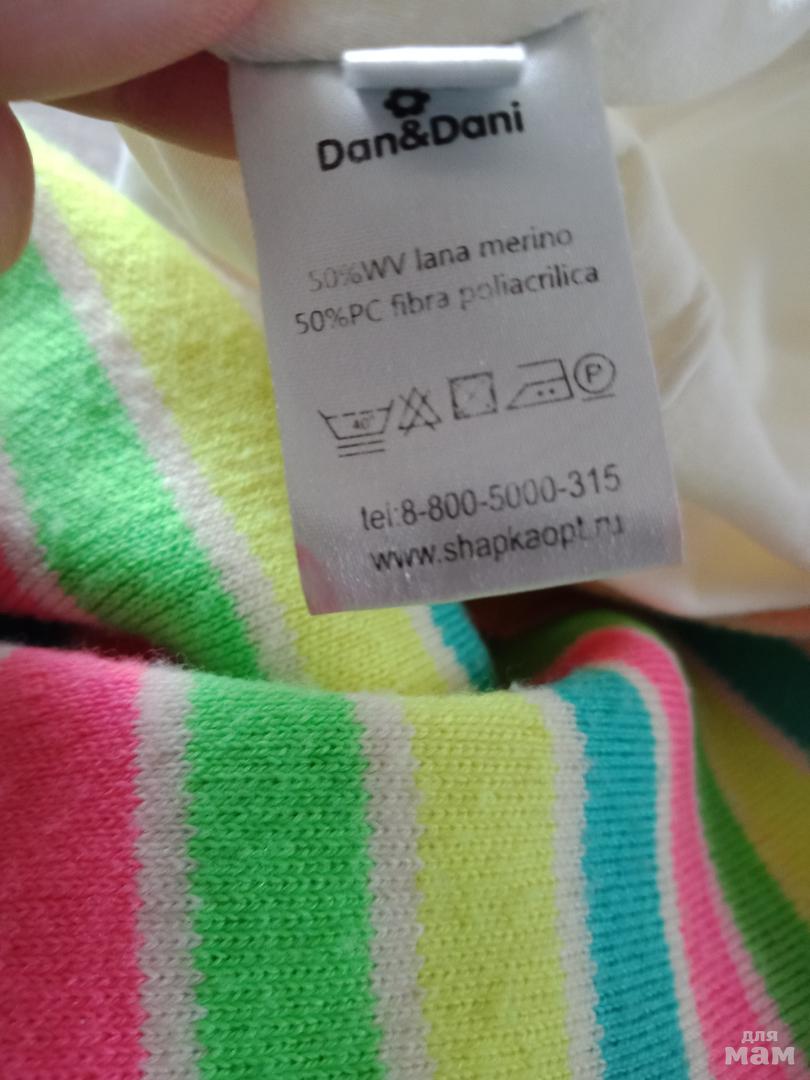 Dan&Dani
50%WV lana merino
50%PC fibra poliacrilica
40° P
tel:8-800-5000-315
www.shapkaopt.ru
для
мам